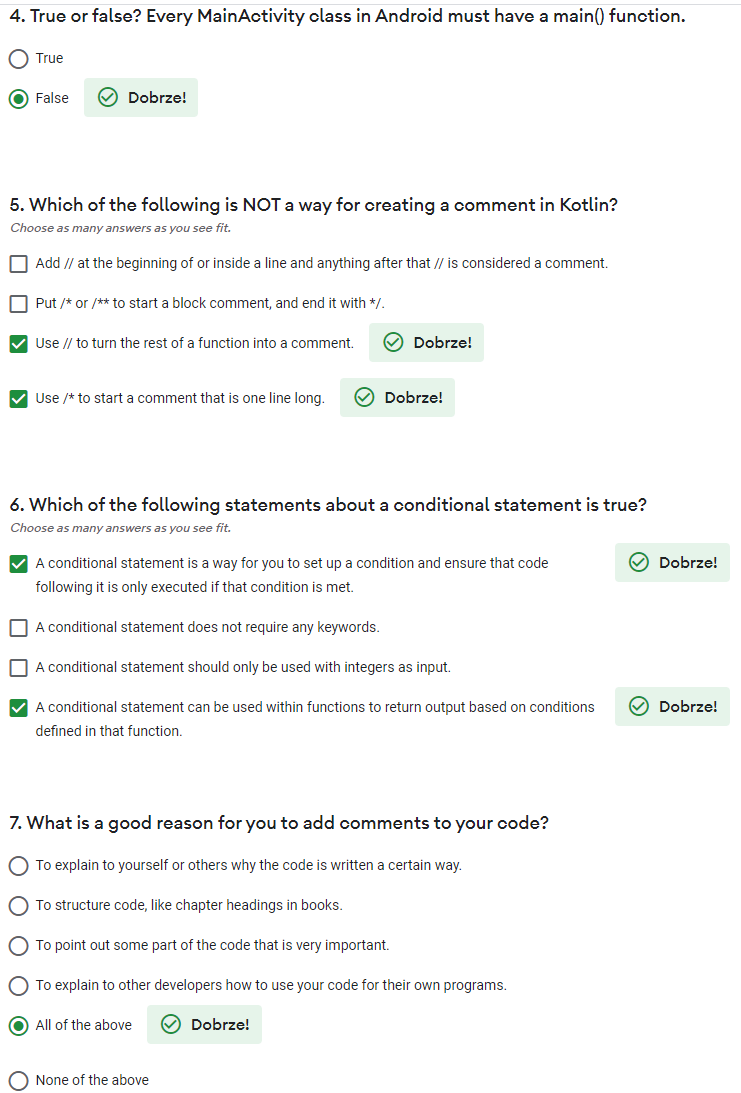 4. True or false? Every MainActivity class in Android must have a main() function.
True
False
Dobrze!
5. Which of the following is NOT a way for creating a comment in Kotlin?
Choose as many answers as you see fit.
Add // at the beginning of or inside a line and anything after that // is considered a comment.
Put /* or /** to start a block comment, and end it with */.
Use // to turn the rest of a function into a comment.
Dobrze!
Use /* to start a comment that is one line long.
Dobrze!
6. Which of the following statements about a conditional statement is true?
Choose as many answers as you see fit.
A conditional statement is a way for you to set up a condition and ensure that code
following it is only executed if that condition is met.
Dobrze!
A conditional statement does not require any keywords.
A conditional statement should only be used with integers as input.
A conditional statement can be used within functions to return output based on conditions
defined in that function.
Dobrze!
7. What is a good reason for you to add comments to your code?
To explain to yourself or others why the code is written a certain way.
To structure code, like chapter headings in books.
To point out some part of the code that is very important.
To explain to other developers how to use your code for their own programs.
All of the above
Dobrze!
None of the above